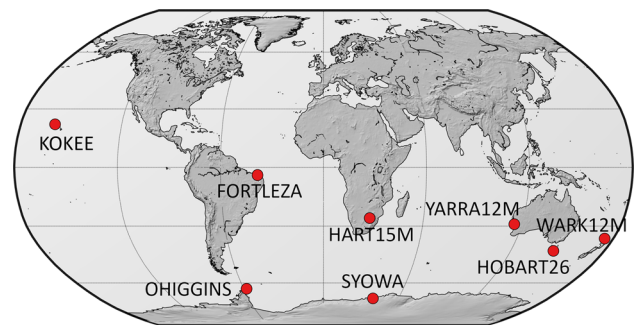 KOKEE
FORTLEZA
YARRA12M
WARK12M
HART15M
HOBART26
OHIGGINS
SYOWA